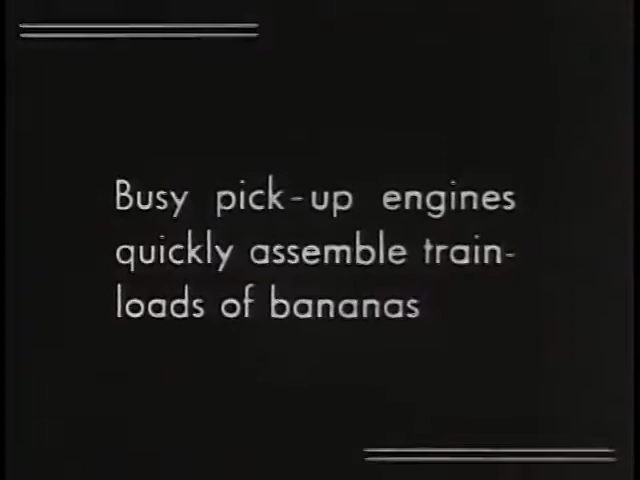 Busy pick-up engines
quickly assemble train-
loads of bananas